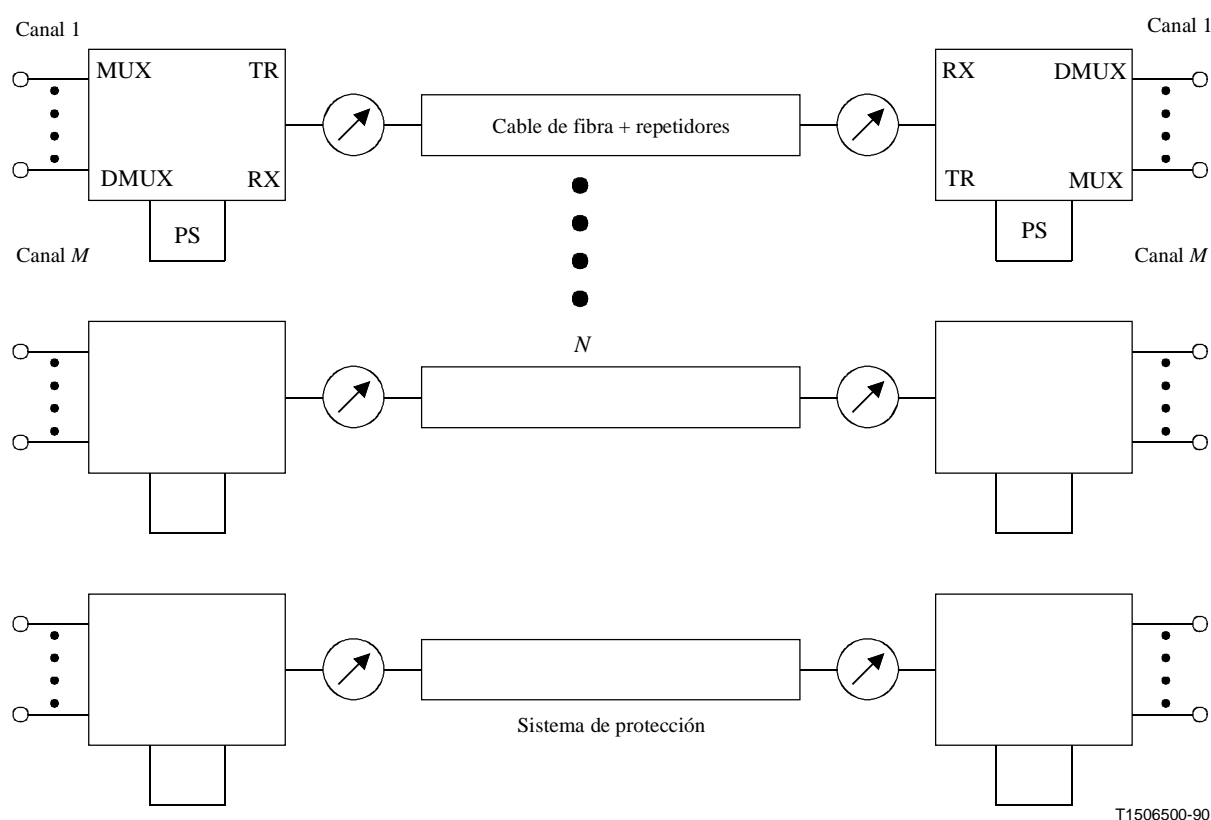 Canal 1
Canal 1
MUX TR
RX DMUX
Cable de fibra + repetidores
DMUX RX
TR MUX
PS
PS
Canal M
Canal M
N
Sistema de protección
T1506500-90